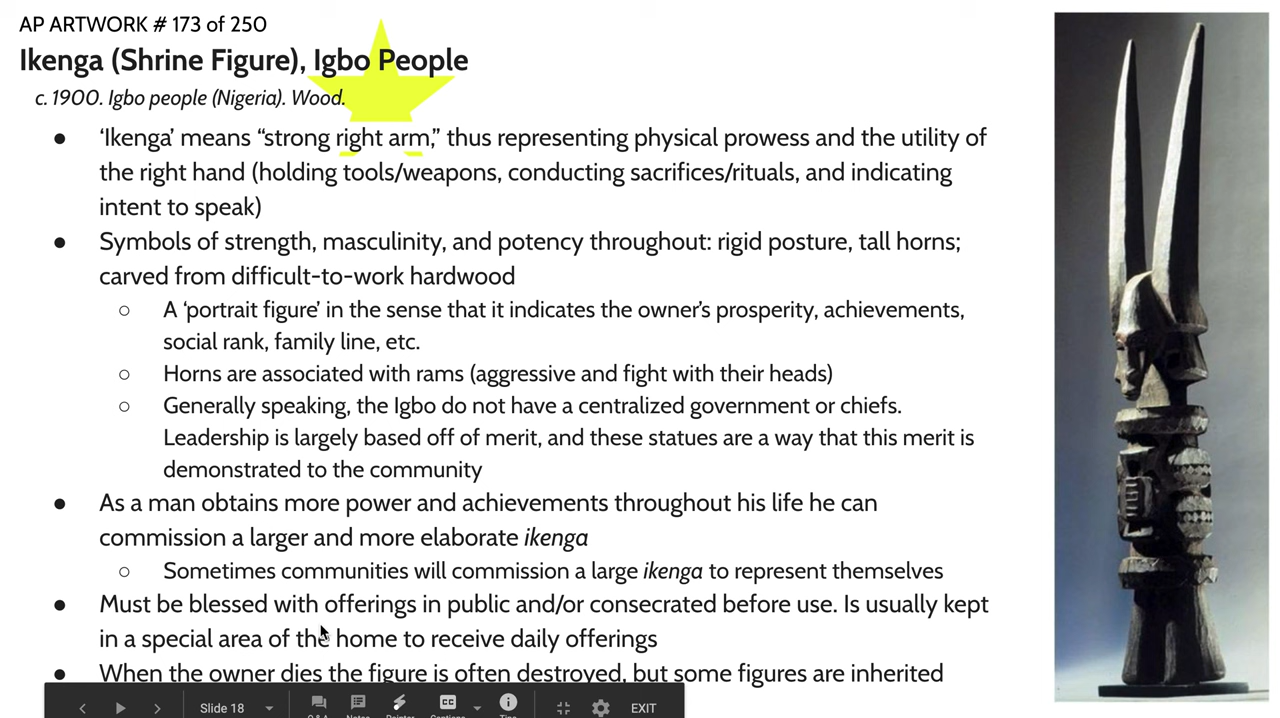 AP ARTWORK # 173 of 250
Ikenga (Shrine Figure), Igbo People
c. 1900. Igbo people (Nigeria). Wood.
● ‘Ikenga’ means “strong right arm,” thus representing physical prowess and the utility of
the right hand (holding tools/weapons, conducting sacrifices/rituals, and indicating
intent to speak)
● Symbols of strength, masculinity, and potency throughout: rigid posture, tall horns;
carved from difficult-to-work hardwood
○ A ‘portrait figure’ in the sense that it indicates the owner’s prosperity, achievements,
social rank, family line, etc.
○ Horns are associated with rams (aggressive and fight with their heads)
○ Generally speaking, the Igbo do not have a centralized government or chiefs.
Leadership is largely based off of merit, and these statues are a way that this merit is
demonstrated to the community
● As a man obtains more power and achievements throughout his life he can
commission a larger and more elaborate ikenga
○ Sometimes communities will commission a large ikenga to represent themselves
● Must be blessed with offerings in public and/or consecrated before use. Is usually kept
in a special area of the home to receive daily offerings
● When the owner dies the figure is often destroyed, but some figures are inherited
Slide 18
Q & A Notes Pointer Captions Tips
EXIT